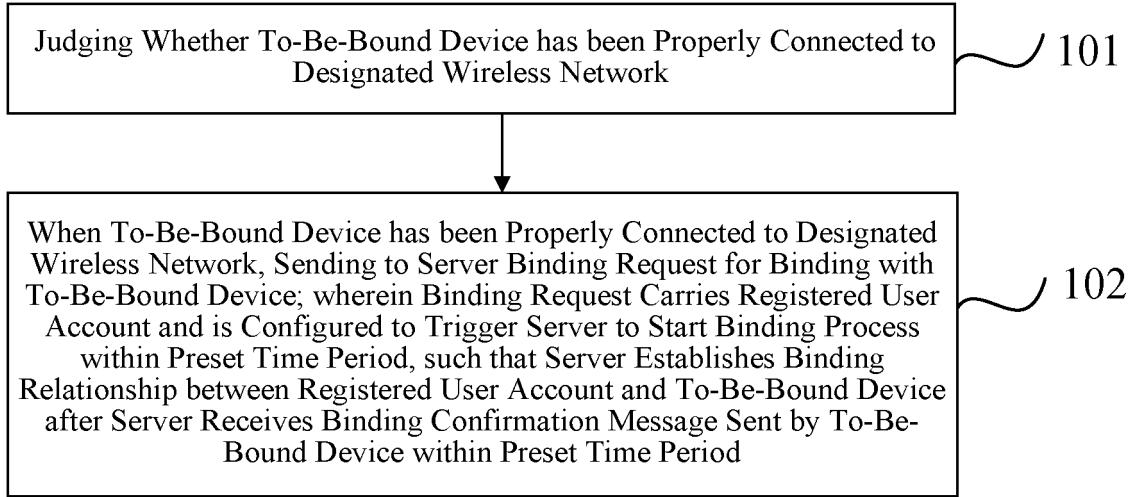 Judging Whether To-Be-Bound Device has been Properly Connected to
Designated Wireless Network
101
When To-Be-Bound Device has been Properly Connected to Designated
Wireless Network, Sending to Server Binding Request for Binding with
To-Be-Bound Device; wherein Binding Request Carries Registered User
Account and is Configured to Trigger Server to Start Binding Process
within Preset Time Period, such that Server Establishes Binding
Relationship between Registered User Account and To-Be-Bound Device
after Server Receives Binding Confirmation Message Sent by To-Be-
Bound Device within Preset Time Period
102